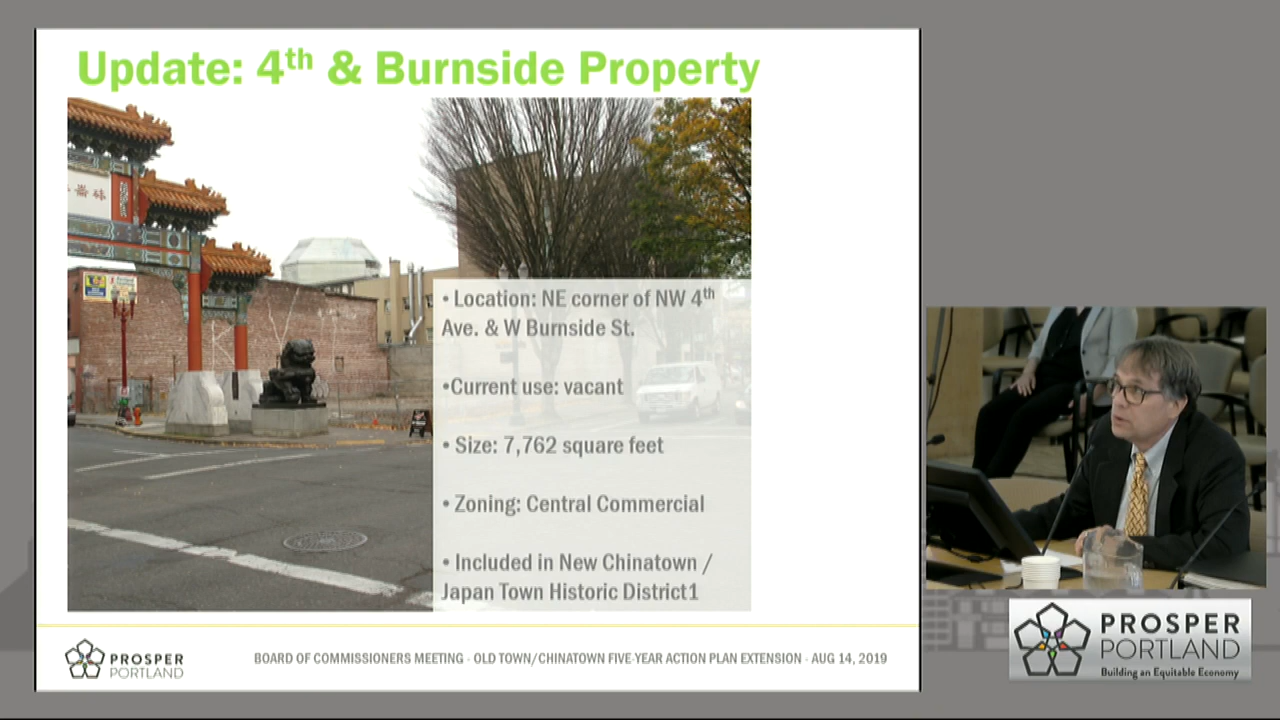 Update: 4th & Burnside Property
• Location: NE corner of NW 4th
Ave. & W Burnside St.
•Current use: vacant
• Size: 7,762 square feet
• Zoning: Central Commercial
• Included in New Chinatown /
Japan Town Historic District1
PROSPER
PORTLAND
BOARD OF COMMISSIONERS MEETING - OLD TOWN/CHINATOWN FIVE-YEAR ACTION PLAN EXTENSION - AUG 14, 2019
PROSPER
PORTLAND
Building an Equitable Economy